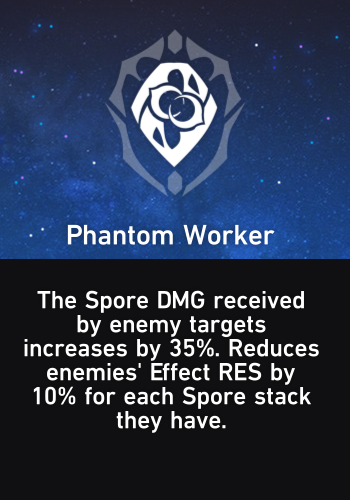 Phantom Worker
The Spore DMG received
by enemy targets
increases by 35%. Reduces
enemies' Effect RES by
10% for each Spore stack
they have.